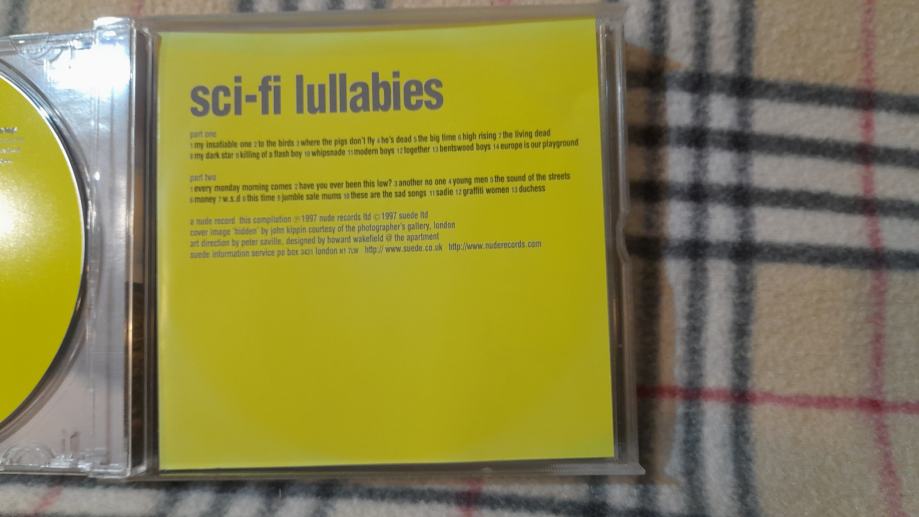 sci-fi lullabies
part one
1 my insatiable one 2 to the birds 3 where the pigs don't fly 4 he's dead 5 the big time 6 high rising 7 the living dead
8 my dark star 9 killing of a flash boy 10 whipsnade 11 modern boys 12 together 13 bentswood boys 14 europe is our playground
part two
1 every monday morning comes 2 have you ever been this low? 3 another no one 4 young men 5 the sound of the streets
6 money 7 w.s.d 8 this time 9 jumble sale mums 10 these are the sad songs 11 sadie 12 graffiti women 13 duchess
a nude record this compilation ℗ 1997 nude records ltd © 1997 suede ltd
cover image 'hidden' by john kippin courtesy of the photographer's gallery, london
art direction by peter saville, designed by howard wakefield @ the apartment
suede information service po box 3431 london N1 7LW http://www.suede.co.uk http://www.nuderecords.com